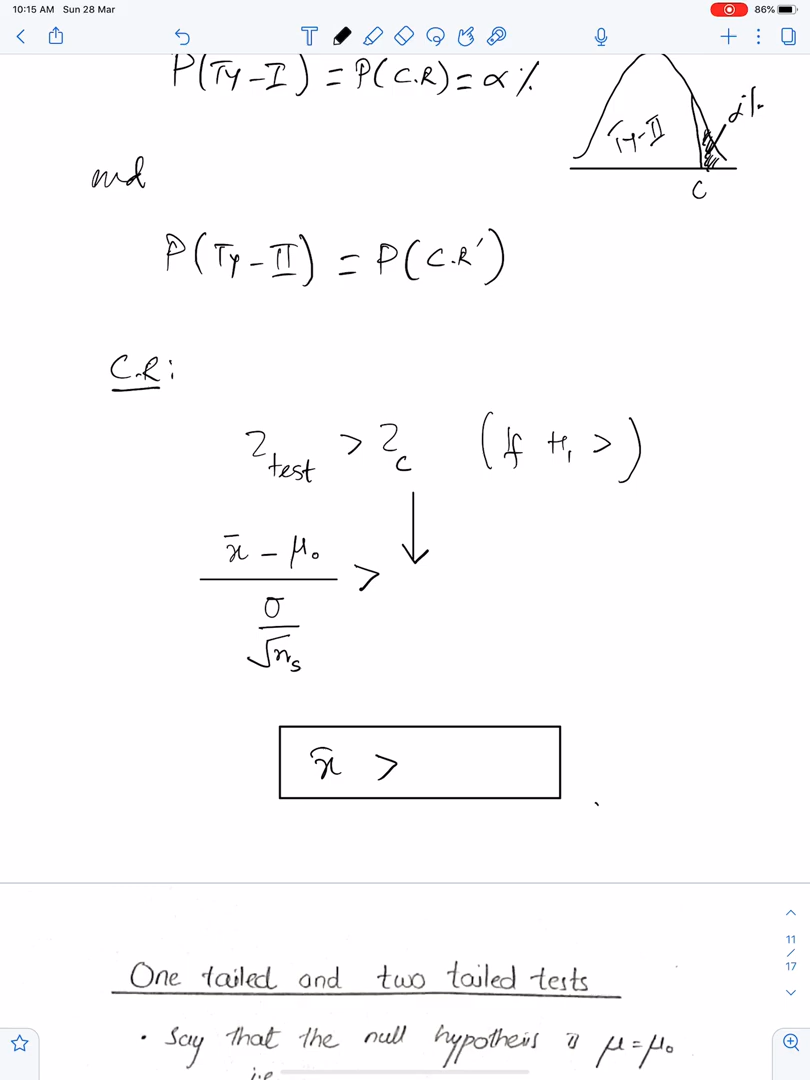 10:15 AM Sun 28 Mar
86%
T
P(Ty-I) = P(C.R) = α%
α%
Ty-II
C
and
P(Ty-II) = P(C.R')
C.R:
Z_test > Z_c (If H₁ >)
x̄ - μ₀
>
σ
√n_s
x̄ >
11
/
17
One tailed and two tailed tests
• Say that the null hypothesis is μ = μ₀
i.e